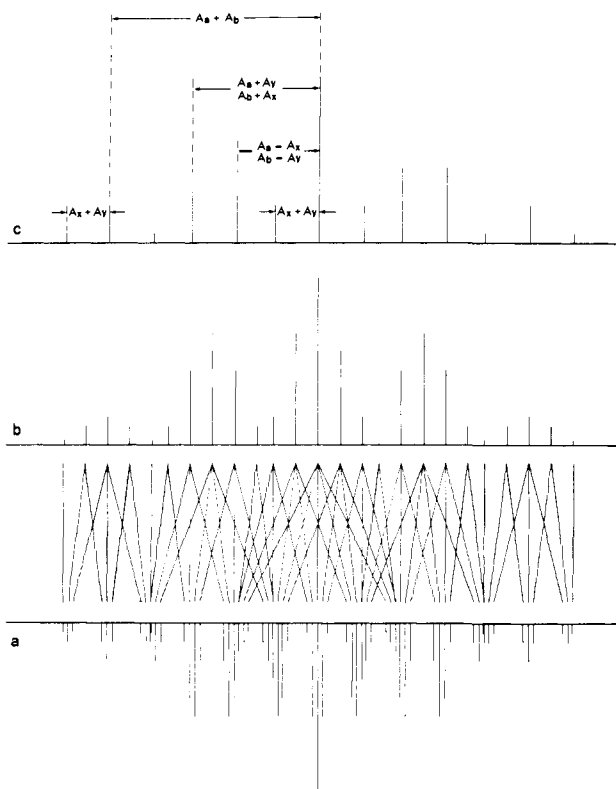 Aa + Ab
Aa + Ay
Ab + Ax
Aa - Ax
Ab - Ay
Ax + Ay
Ax + Ay
c
b
a